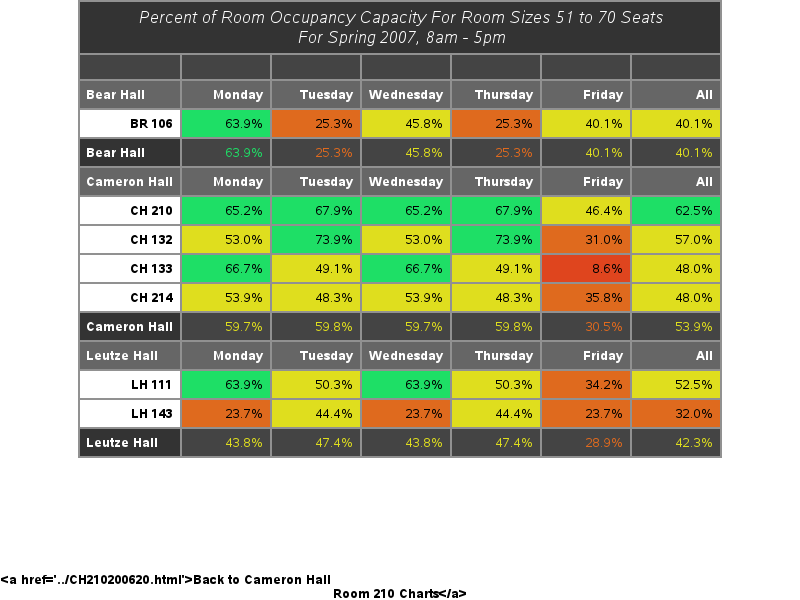 Percent of Room Occupancy Capacity For Room Sizes 51 to 70 Seats
For Spring 2007, 8am - 5pm
Bear Hall Monday Tuesday Wednesday Thursday Friday All
BR 106 63.9% 25.3% 45.8% 25.3% 40.1% 40.1%
Bear Hall 63.9% 25.3% 45.8% 25.3% 40.1% 40.1%
Cameron Hall Monday Tuesday Wednesday Thursday Friday All
CH 210 65.2% 67.9% 65.2% 67.9% 46.4% 62.5%
CH 132 53.0% 73.9% 53.0% 73.9% 31.0% 57.0%
CH 133 66.7% 49.1% 66.7% 49.1% 8.6% 48.0%
CH 214 53.9% 48.3% 53.9% 48.3% 35.8% 48.0%
Cameron Hall 59.7% 59.8% 59.7% 59.8% 30.5% 53.9%
Leutze Hall Monday Tuesday Wednesday Thursday Friday All
LH 111 63.9% 50.3% 63.9% 50.3% 34.2% 52.5%
LH 143 23.7% 44.4% 23.7% 44.4% 23.7% 32.0%
Leutze Hall 43.8% 47.4% 43.8% 47.4% 28.9% 42.3%
<a href='../CH210200620.html'>Back to Cameron Hall
Room 210 Charts</a>